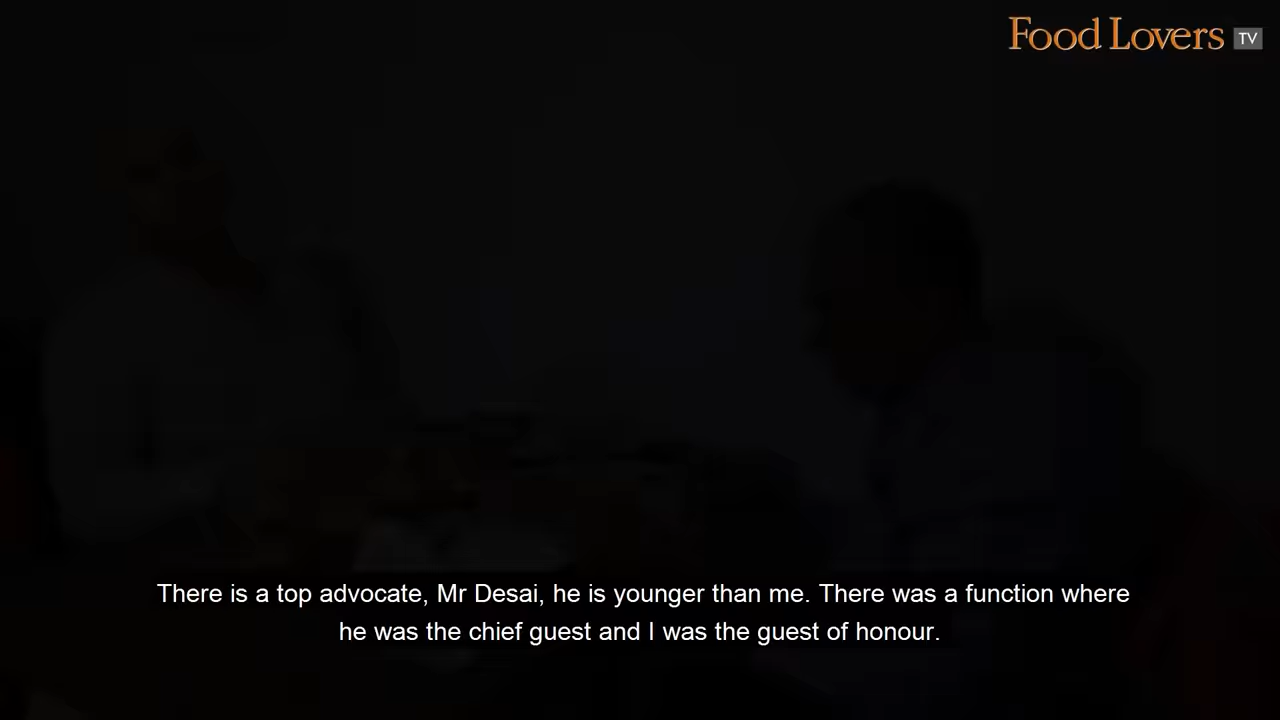 Food Lovers TV
There is a top advocate, Mr Desai, he is younger than me. There was a function where
he was the chief guest and I was the guest of honour.